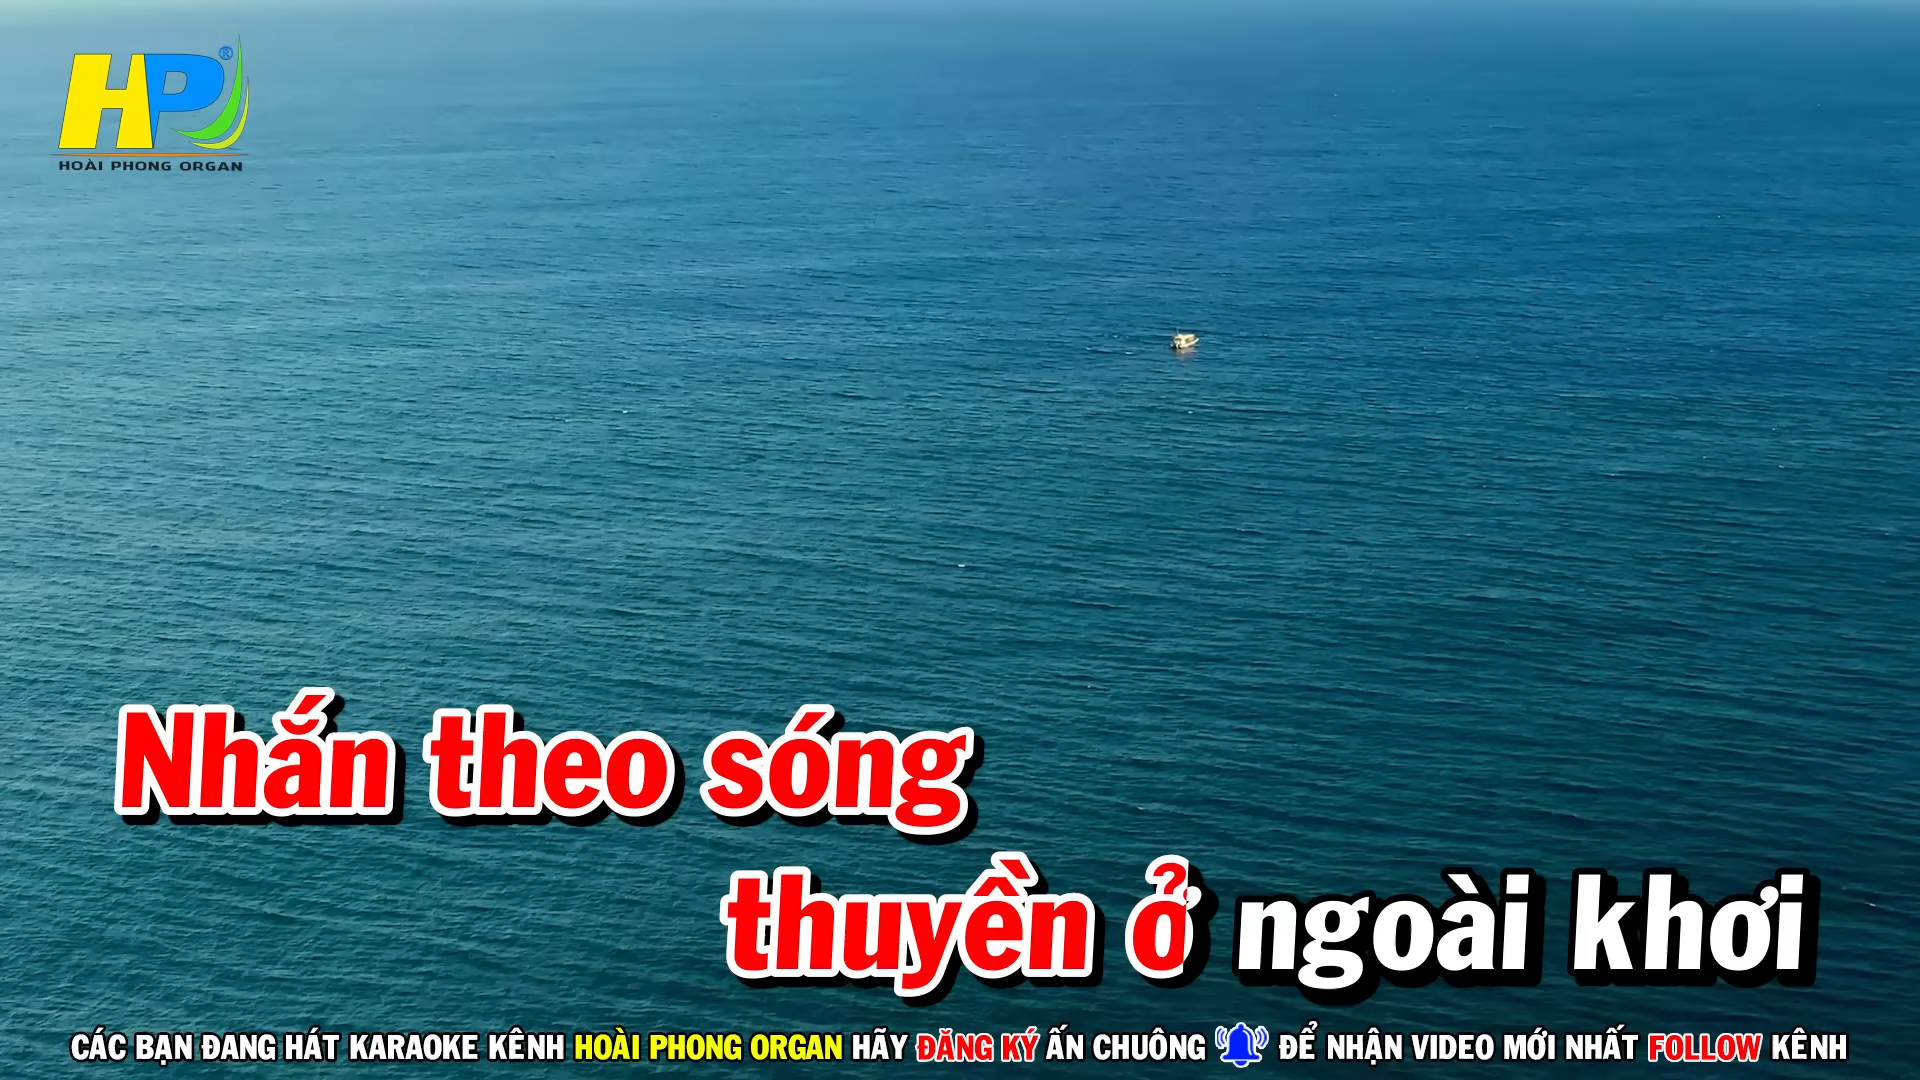 HP®
HOÀI PHONG ORGAN
Nhắn theo sóng
thuyền ở ngoài khơi
CÁC BẠN ĐANG HÁT KARAOKE KÊNH HOÀI PHONG ORGAN HÃY ĐĂNG KÝ ẤN CHUÔNG ĐỂ NHẬN VIDEO MỚI NHẤT FOLLOW KÊNH